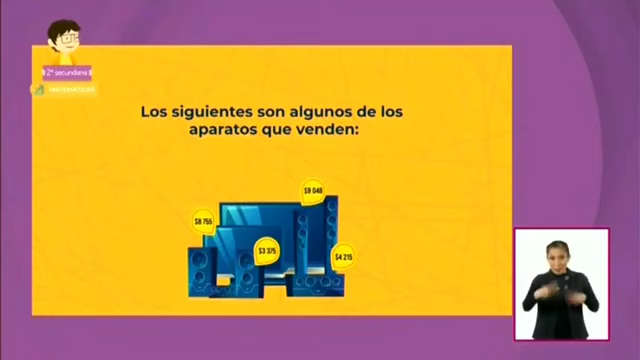 2° secundaria
MATEMÁTICAS
Los siguientes son algunos de los
aparatos que venden:
$9 048
$8 755
$3 375
$4 215